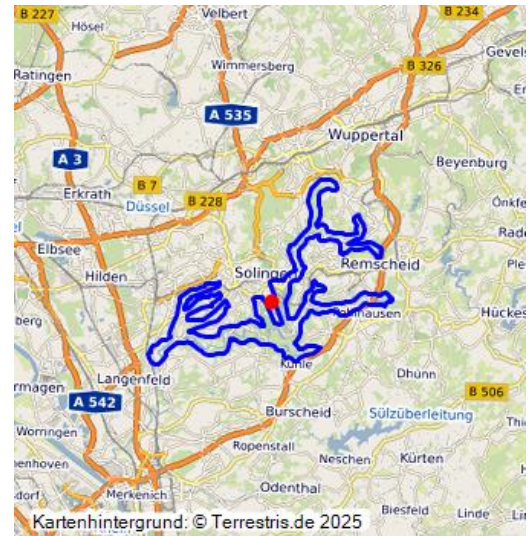 B 227
Velbert
B 234
Hösel
Gevels
Ratingen
Wimmersberg
B 326
A 535
Wuppertal
A 3
Beyenburg
Erkrath
B 7
Düssel
B 228
Önkfe
Elbsee
Rade
Hilden
Solingen
Remscheid
Hückes
berg
Langenfeld
Kuhle
Dhünn
A 542
B 506
Burscheid
Sülzüberleitung
Worringen
Ropenstall
Neschen
Kürten
Linde
Odenthal
Biesfeld
Merkenich
Kartenhintergrund: © Terrestris.de 2025